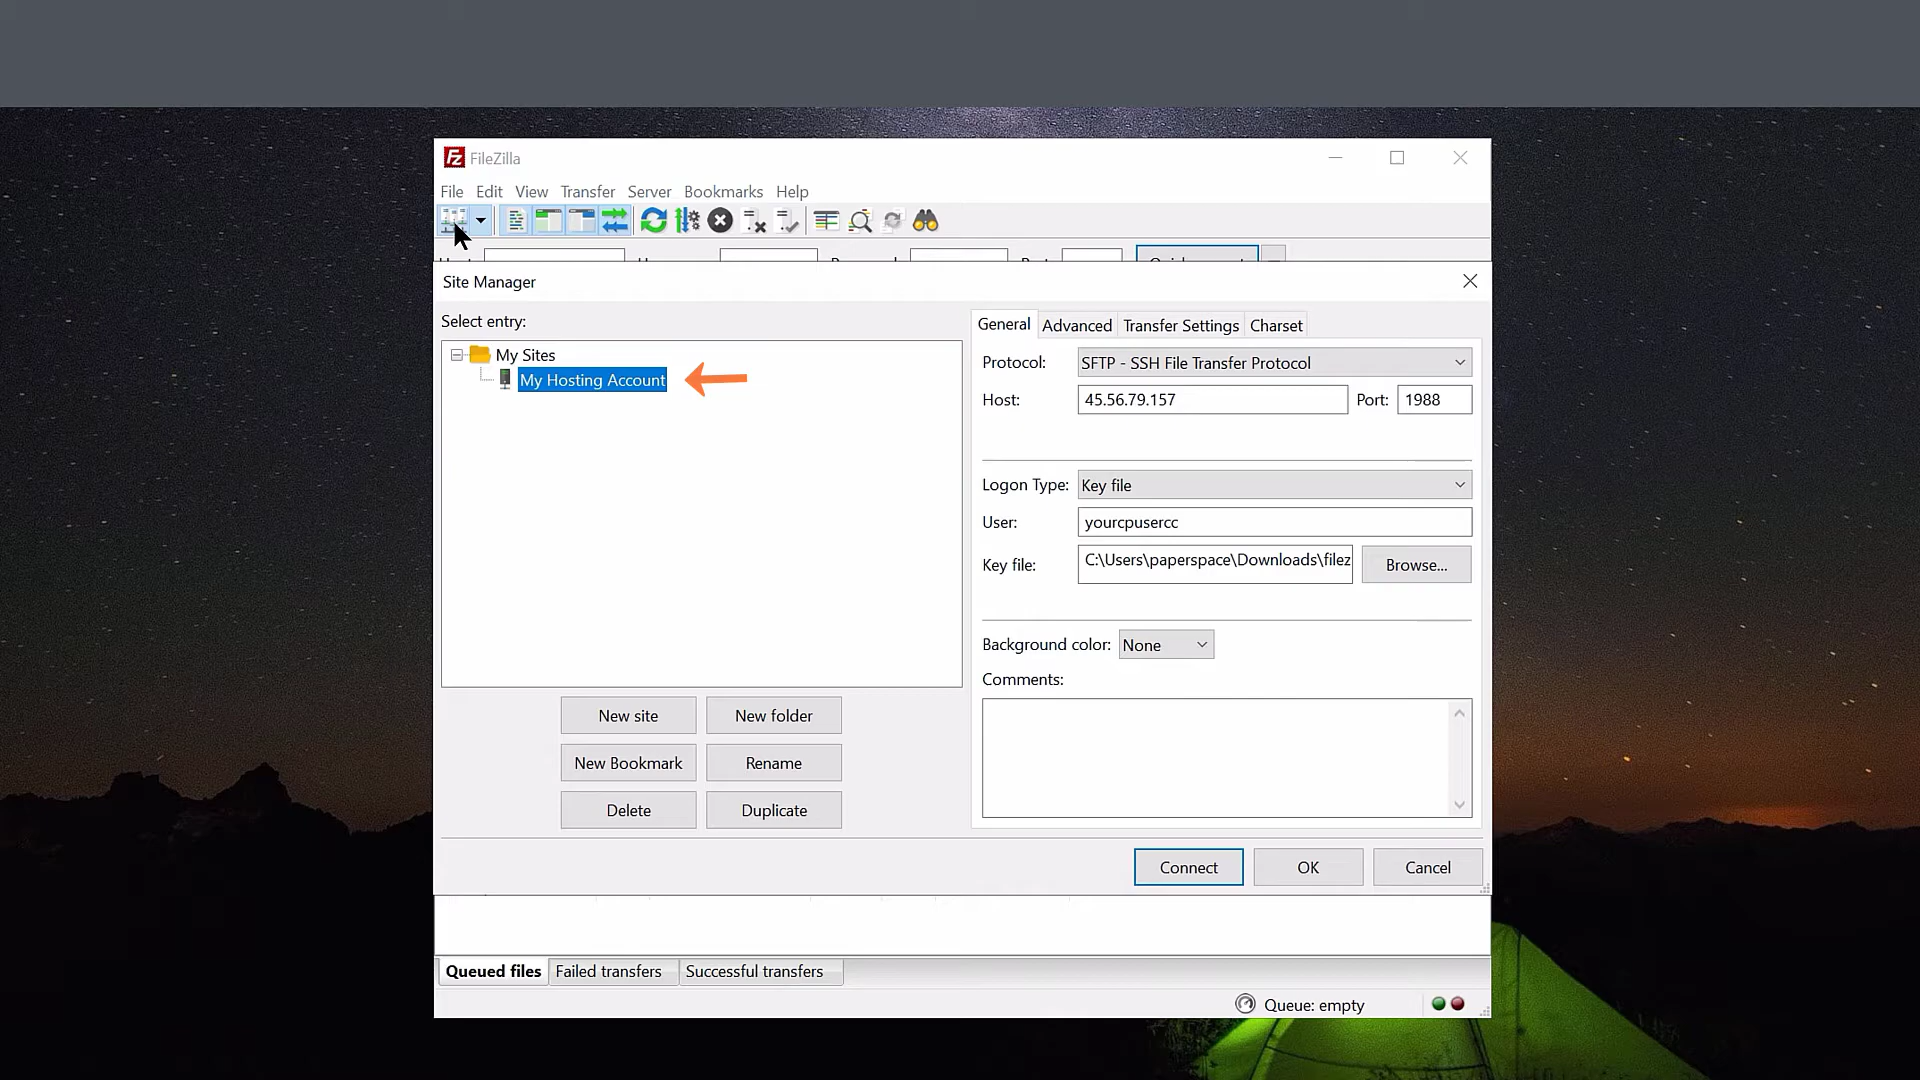 FileZilla
File Edit View Transfer Server Bookmarks Help
Site Manager
Select entry:
My Sites
My Hosting Account
General Advanced Transfer Settings Charset
Protocol: SFTP - SSH File Transfer Protocol
Host: 45.56.79.157 Port: 1988
Logon Type: Key file
User: yourcpusercc
Key file: C:\Users\paperspace\Downloads\filez Browse...
Background color: None
Comments:
New site New folder
New Bookmark Rename
Delete Duplicate
Connect OK Cancel
Queued files Failed transfers Successful transfers
Queue: empty